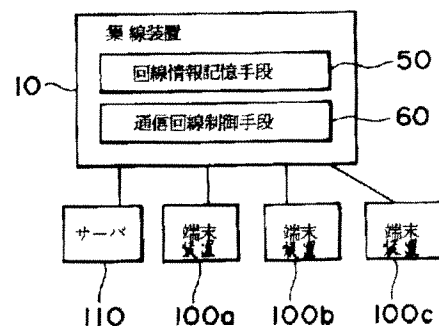 集線装置
回線情報記憶手段
50
10
通信回線制御手段
60
サーバ
端末
装置
端末
装置
端末
装置
110
100a
100b
100c